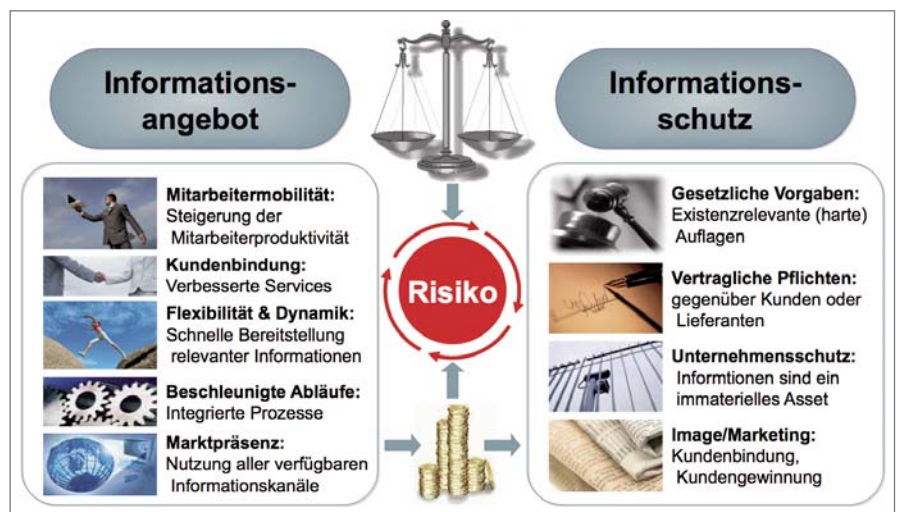 Informations-
angebot
Mitarbeitermobilität:
Steigerung der
Mitarbeiterproduktivität
Kundenbindung:
Verbesserte Services
Flexibilität & Dynamik:
Schnelle Bereitstellung
relevanter Informationen
Beschleunigte Abläufe:
Integrierte Prozesse
Marktpräsenz:
Nutzung aller verfügbaren
Informationskanäle
Risiko
Informations-
schutz
Gesetzliche Vorgaben:
Existenzrelevante (harte)
Auflagen
Vertragliche Pflichten:
gegenüber Kunden oder
Lieferanten
Unternehmensschutz:
Informtionen sind ein
immaterielles Asset
Image/Marketing:
Kundenbindung,
Kundengewinnung